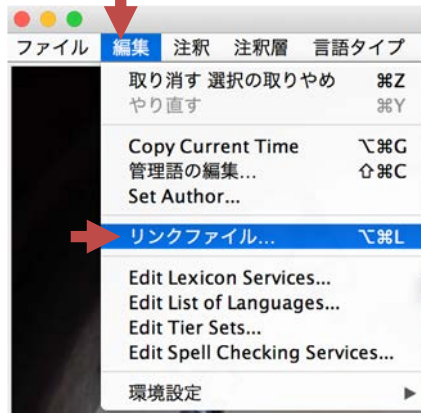 ファイル 編集 注釈 注釈層 言語タイプ
取り消す 選択の取りやめ ⌘Z
やり直す ⌘Y
Copy Current Time ⌥⌘G
管理語の編集... ⇧⌘C
Set Author...
リンクファイル... ⌥⌘L
Edit Lexicon Services...
Edit List of Languages...
Edit Tier Sets...
Edit Spell Checking Services...
環境設定